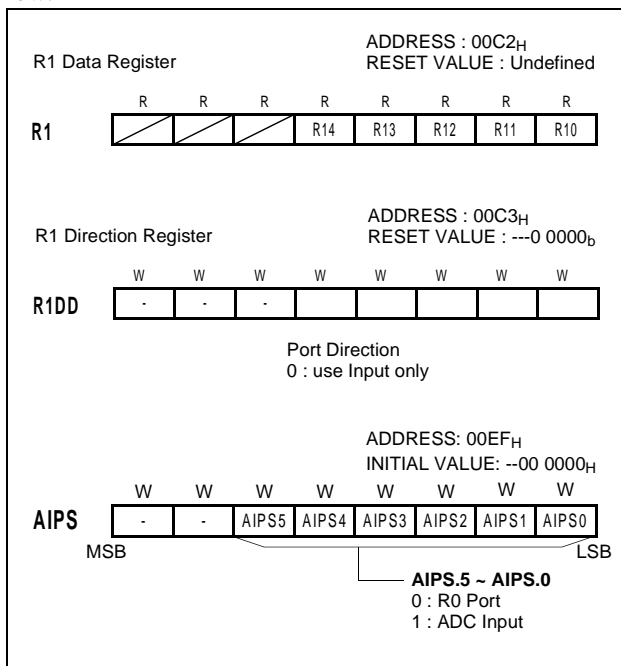 ADDRESS : 00C2H
R1 Data Register RESET VALUE : Undefined
R R R R R R R R
R1 R14 R13 R12 R11 R10
ADDRESS : 00C3H
R1 Direction Register RESET VALUE : ---0 0000b
W W W W W W W W
R1DD - - -
Port Direction
0 : use Input only
ADDRESS: 00EFH
INITIAL VALUE: --00 0000H
W W W W W W W W
AIPS - - AIPS5 AIPS4 AIPS3 AIPS2 AIPS1 AIPS0
MSB LSB
AIPS.5 ~ AIPS.0
0 : R0 Port
1 : ADC Input